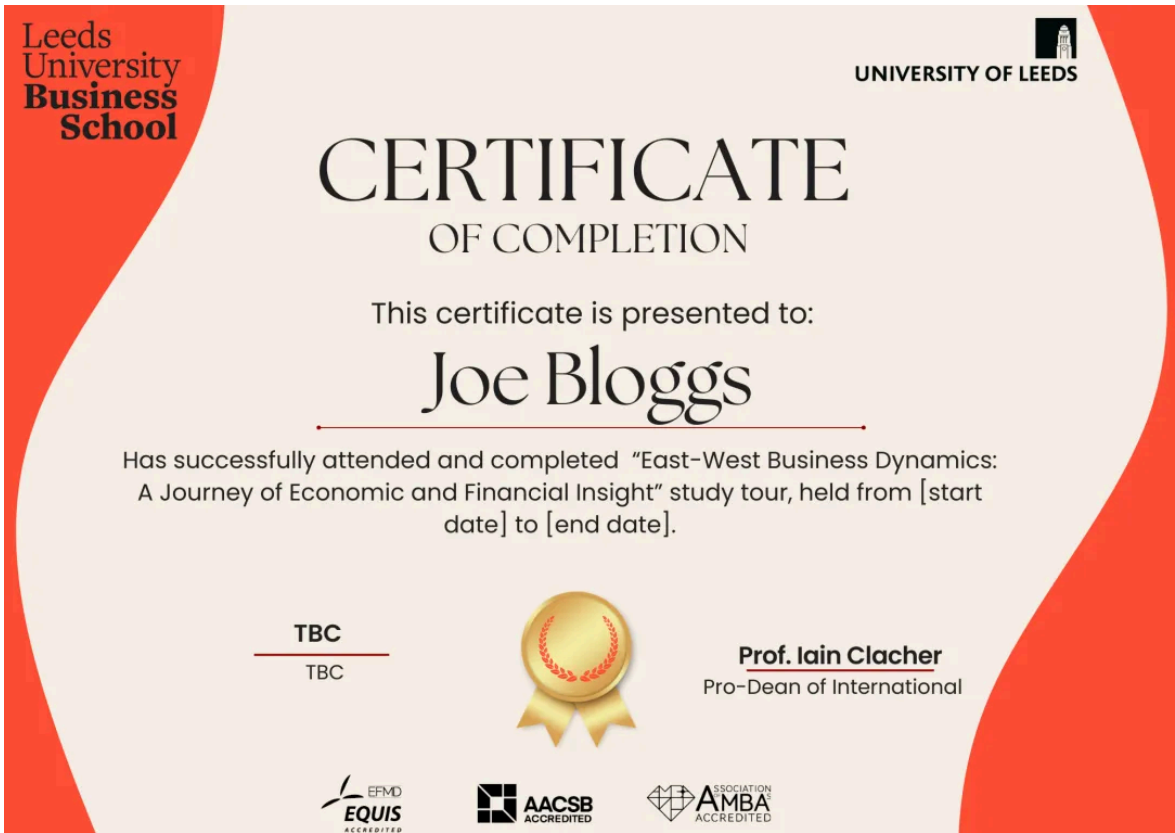 Leeds
University
Business
School
UNIVERSITY OF LEEDS
CERTIFICATE
OF COMPLETION
This certificate is presented to:
Joe Bloggs
Has successfully attended and completed “East-West Business Dynamics:
A Journey of Economic and Financial Insight” study tour, held from [start
date] to [end date].
TBC
TBC
Prof. Iain Clacher
Pro-Dean of International
EFMD
EQUIS
ACCREDITED
AACSB
ACCREDITED
ASSOCIATION
AMBA'S
ACCREDITED